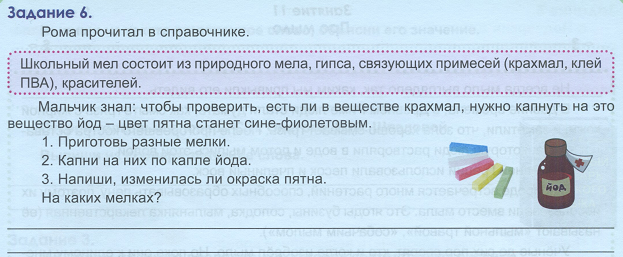 Задание 6.
Рома прочитал в справочнике.
Школьный мел состоит из природного мела, гипса, связующих примесей (крахмал, клей
ПВА), красителей.
Мальчик знал: чтобы проверить, есть ли в веществе крахмал, нужно капнуть на это
вещество йод – цвет пятна станет сине-фиолетовым.
1. Приготовь разные мелки.
2. Капни на них по капле йода.
3. Напиши, изменилась ли окраска пятна.
На каких мелках?
йод